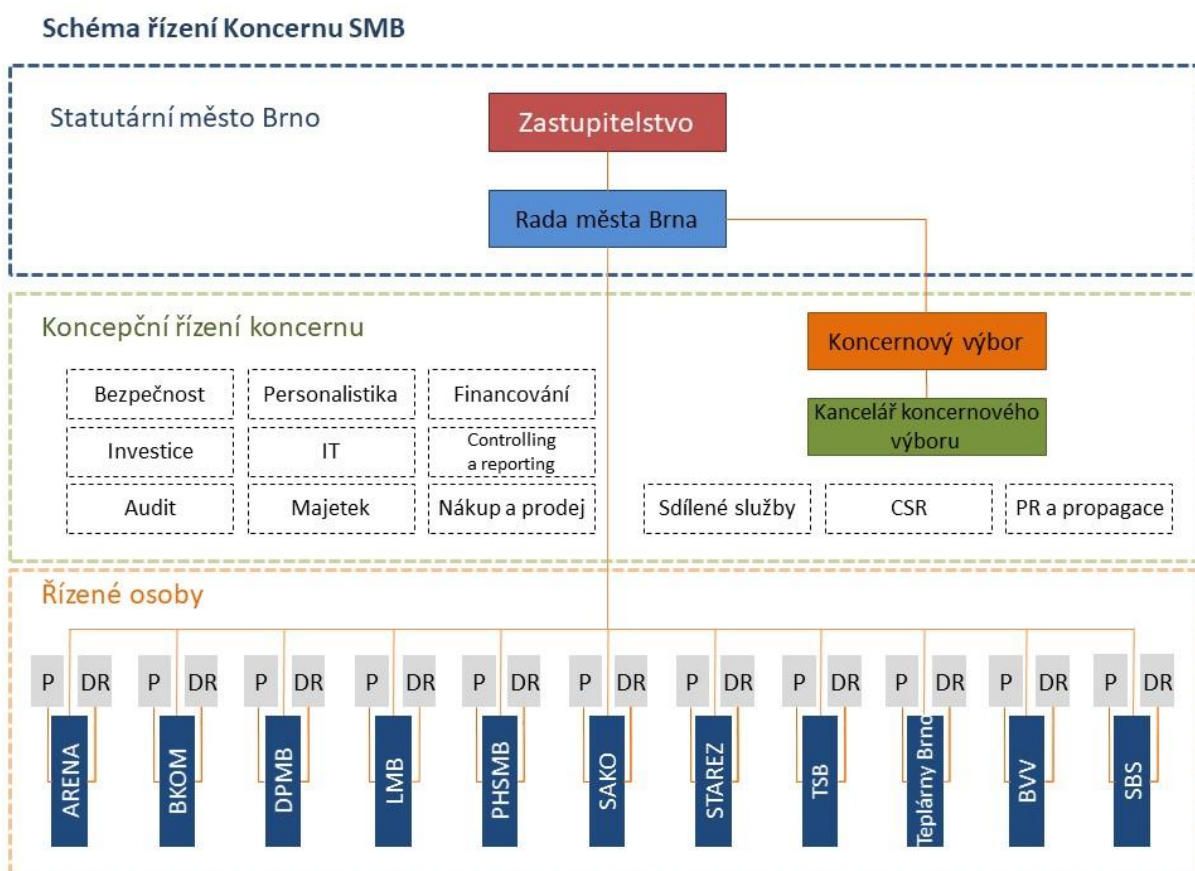 Schéma řízení Koncernu SMB
Statutární město Brno
Zastupitelstvo
Rada města Brna
Koncepční řízení koncernu
Koncernový výbor
Kancelář koncernového
výboru
Bezpečnost
Personalistika
Financování
Investice
IT
Controlling
a reporting
Audit
Majetek
Nákup a prodej
Sdílené služby
CSR
PR a propagace
Řízené osoby
P
DR
P
DR
P
DR
P
DR
P
DR
P
DR
P
DR
P
DR
P
DR
P
DR
P
DR
ARENA
BKOM
DPMB
LMB
PHSMB
SAKO
STAREZ
TSB
Teplárny Brno
BVV
SBS